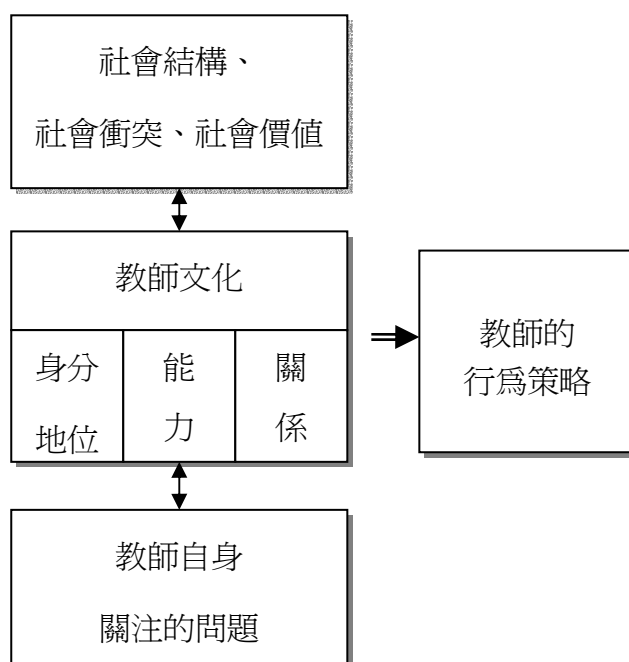 社會結構、
社會衝突、社會價值
教師文化
身分
地位
能
力
關
係
教師的
行為策略
教師自身
關注的問題